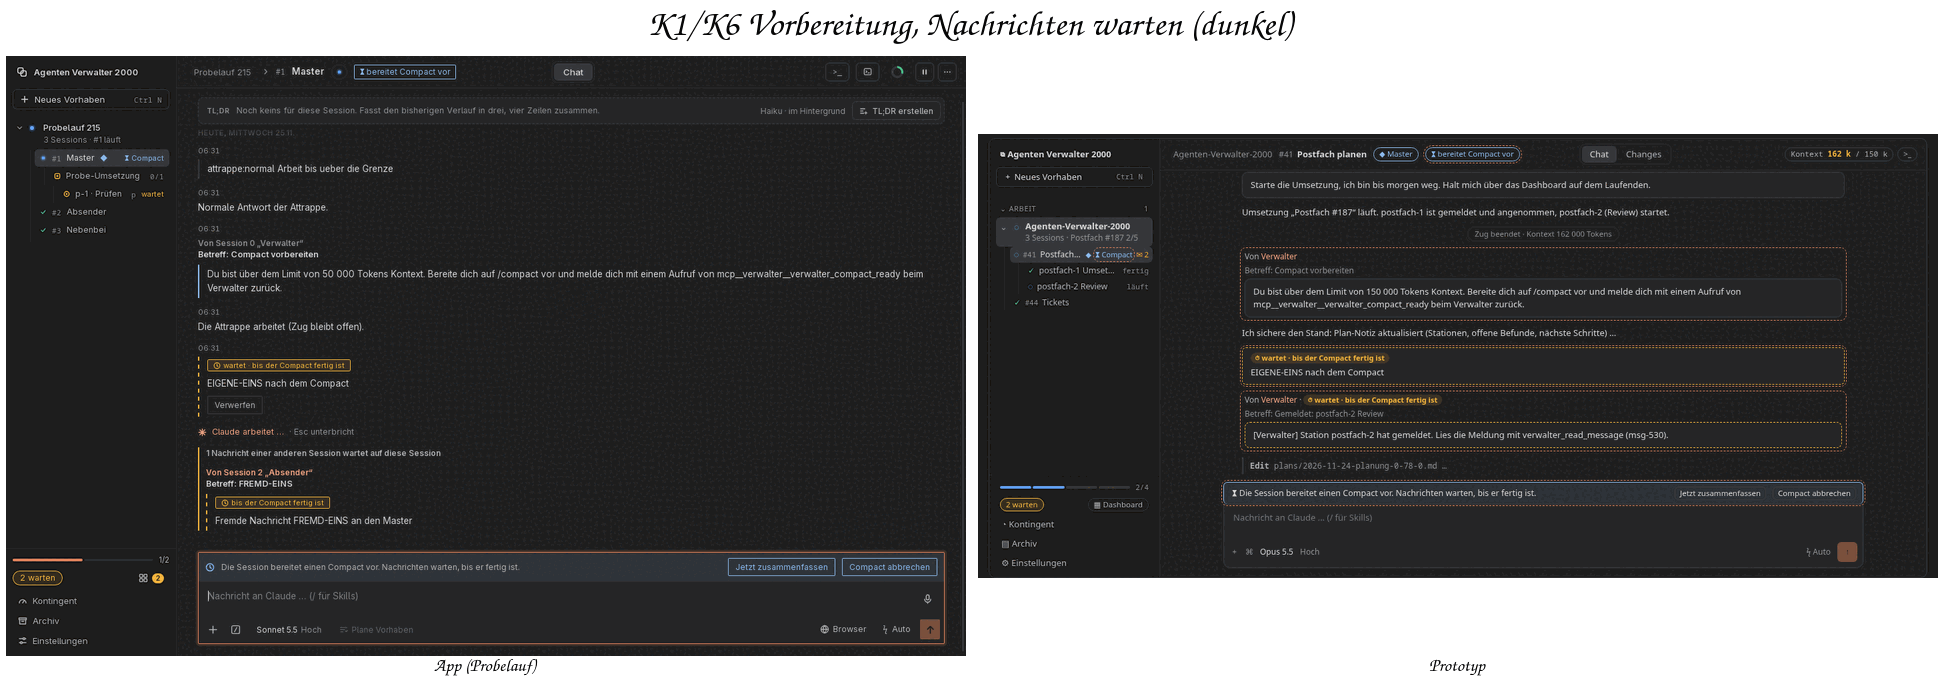 K1/K6 Vorbereitung, Nachrichten warten (dunkel)
Agenten Verwalter 2000
+ Neues Vorhaben Ctrl N
Probelauf 215
3 Sessions · #1 läuft
#1 Master Compact
Probe-Umsetzung 0/1
p-1 · Prüfen p wartet
#2 Absender
#3 Nebenbei
1/2
2 warten 2
Kontingent
Archiv
Einstellungen
Probelauf 215 > #1 Master bereitet Compact vor Chat >_ ...
TL;DR Noch keins für diese Session. Fasst den bisherigen Verlauf in drei, vier Zeilen zusammen. Haiku · im Hintergrund TL;DR erstellen
HEUTE, MITTWOCH 25.11.
06:31
attrappe:normal Arbeit bis ueber die Grenze
06:31
Normale Antwort der Attrappe.
06:31
Von Session 0 „Verwalter“
Betreff: Compact vorbereiten
Du bist über dem Limit von 50 000 Tokens Kontext. Bereite dich auf /compact vor und melde dich mit einem Aufruf von mcp__verwalter__verwalter_compact_ready beim
Verwalter zurück.
06:31
Die Attrappe arbeitet (Zug bleibt offen).
06:31
wartet · bis der Compact fertig ist
EIGENE-EINS nach dem Compact
Verwerfen
Claude arbeitet ... · Esc unterbricht
1 Nachricht einer anderen Session wartet auf diese Session
Von Session 2 „Absender“
Betreff: FREMD-EINS
bis der Compact fertig ist
Fremde Nachricht FREMD-EINS an den Master
Die Session bereitet einen Compact vor. Nachrichten warten, bis er fertig ist. Jetzt zusammenfassen Compact abbrechen
Nachricht an Claude ... (/ für Skills)
+ Sonnet 5.5 Hoch Plane Vorhaben Browser Auto
App (Probelauf)
Agenten Verwalter 2000
+ Neues Vorhaben Ctrl N
ARBEIT 1
Agenten-Verwalter-2000
3 Sessions · Postfach #187 2/5
#41 Postfach... Compact 2
postfach-1 Umset... fertig
postfach-2 Review läuft
#44 Tickets
2/4
2 warten Dashboard
Kontingent
Archiv
Einstellungen
Agenten-Verwalter-2000 #41 Postfach planen Master bereitet Compact vor Chat Changes Kontext 162 k / 150 k >_
Starte die Umsetzung, ich bin bis morgen weg. Halt mich über das Dashboard auf dem Laufenden.
Umsetzung „Postfach #187“ läuft. postfach-1 ist gemeldet und angenommen, postfach-2 (Review) startet.
Zug beendet · Kontext 162 000 Tokens
Von Verwalter
Betreff: Compact vorbereiten
Du bist über dem Limit von 150 000 Tokens Kontext. Bereite dich auf /compact vor und melde dich mit einem Aufruf von
mcp__verwalter__verwalter_compact_ready beim Verwalter zurück.
Ich sichere den Stand: Plan-Notiz aktualisiert (Stationen, offene Befunde, nächste Schritte) ...
wartet · bis der Compact fertig ist
EIGENE-EINS nach dem Compact
Von Verwalter · wartet · bis der Compact fertig ist
Betreff: Gemeldet: postfach-2 Review
[Verwalter] Station postfach-2 hat gemeldet. Lies die Meldung mit verwalter_read_message (msg-530).
Edit plans/2026-11-24-planung-0-78-0.md …
Die Session bereitet einen Compact vor. Nachrichten warten, bis er fertig ist. Jetzt zusammenfassen Compact abbrechen
Nachricht an Claude ... (/ für Skills)
+ ⌘ Opus 5.5 Hoch Auto ↑
Prototyp